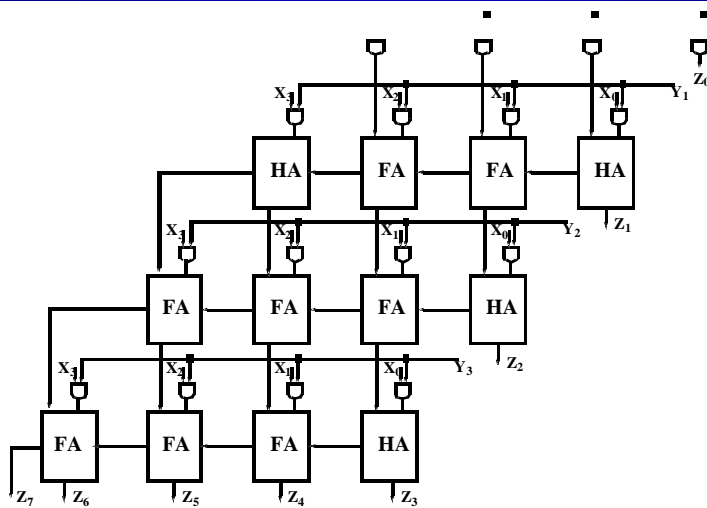 Z0
X3 X2 X1 X0 Y1
HA FA FA HA
Z1
X3 X2 X1 X0 Y2
FA FA FA HA
Z2
X3 X2 X1 X0 Y3
FA FA FA HA
Z7 Z6 Z5 Z4 Z3